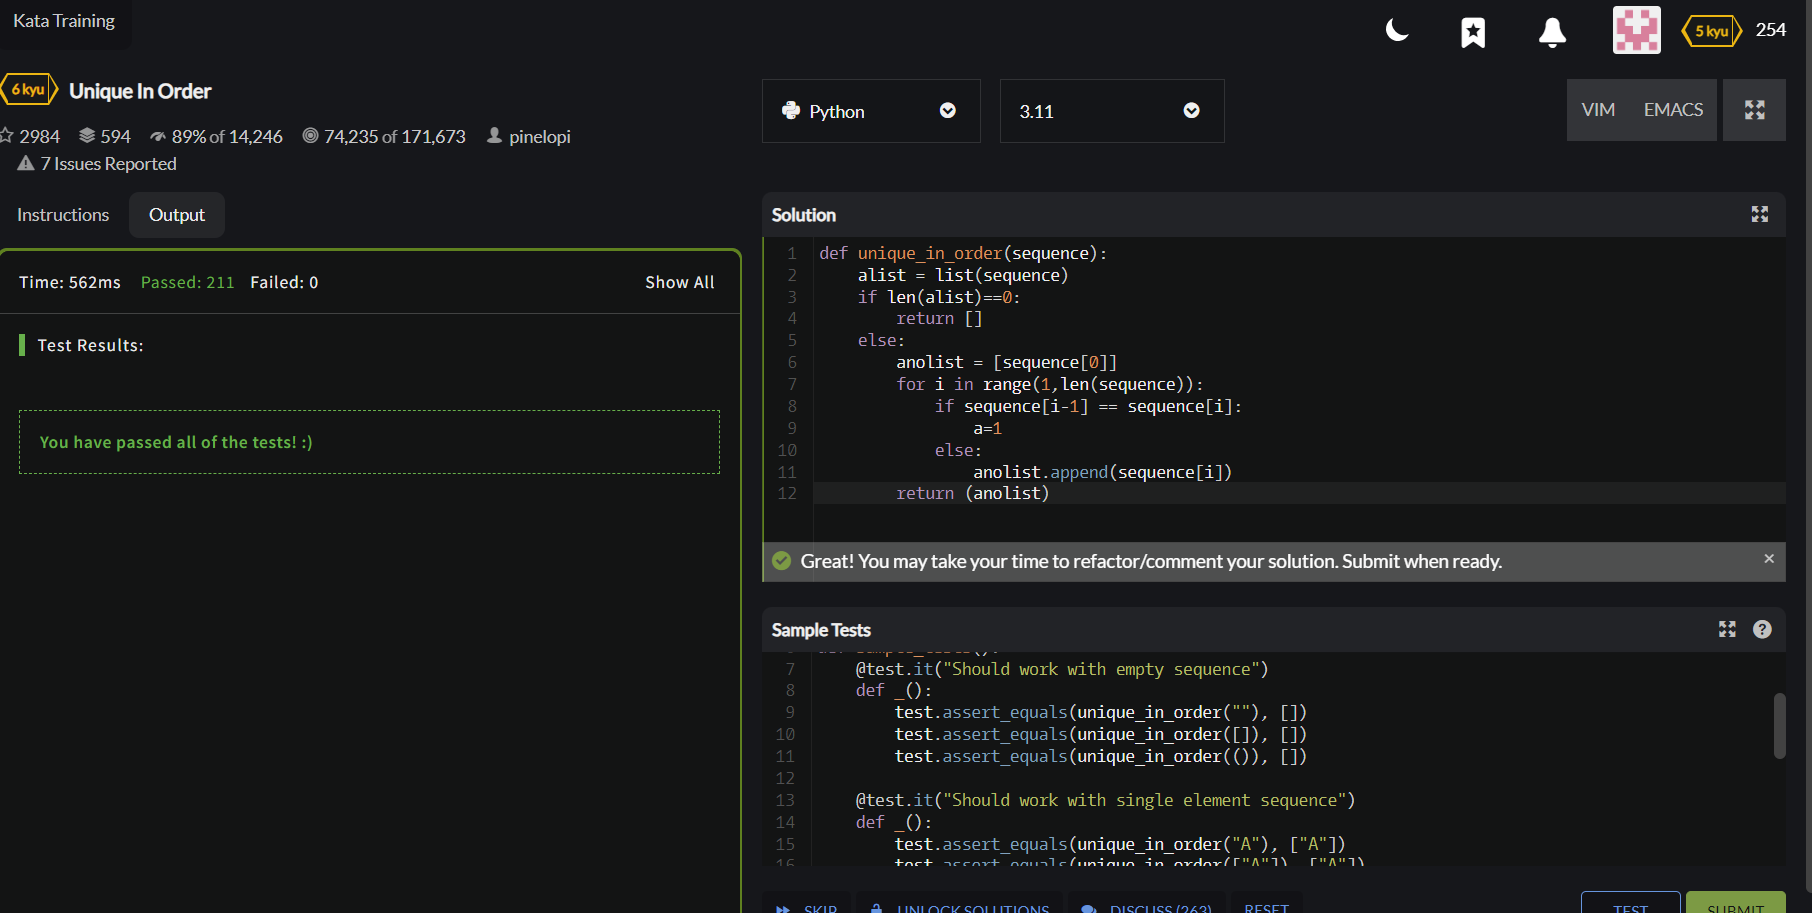 Kata Training
5 kyu 254
6 kyu Unique In Order
2984 594 89% of 14,246 74,235 of 171,673 pinelopi
7 Issues Reported
Python 3.11 VIM EMACS
Instructions Output
Time: 562ms Passed: 211 Failed: 0 Show All
Test Results:
You have passed all of the tests! :)
Solution
1 def unique_in_order(sequence):
2     alist = list(sequence)
3     if len(alist)==0:
4         return []
5     else:
6         anolist = [sequence[0]]
7         for i in range(1,len(sequence)):
8             if sequence[i-1] == sequence[i]:
9                 a=1
10             else:
11                 anolist.append(sequence[i])
12         return (anolist)
Great! You may take your time to refactor/comment your solution. Submit when ready.
Sample Tests
7     @test.it("Should work with empty sequence")
8     def _():
9         test.assert_equals(unique_in_order(""), [])
10         test.assert_equals(unique_in_order([]), [])
11         test.assert_equals(unique_in_order(()), [])
12
13     @test.it("Should work with single element sequence")
14     def _():
15         test.assert_equals(unique_in_order("A"), ["A"])
16         test.assert_equals(unique_in_order(["A"]), ["A"])
SKIP UNLOCK SOLUTIONS DISCUSS (263) RESET TEST SUBMIT